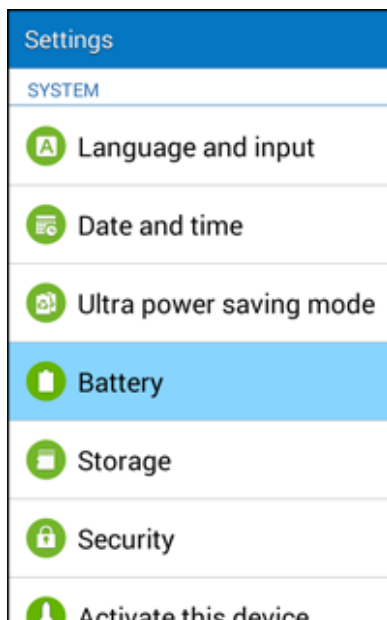 Settings
SYSTEM
Language and input
Date and time
Ultra power saving mode
Battery
Storage
Security
Activate this device